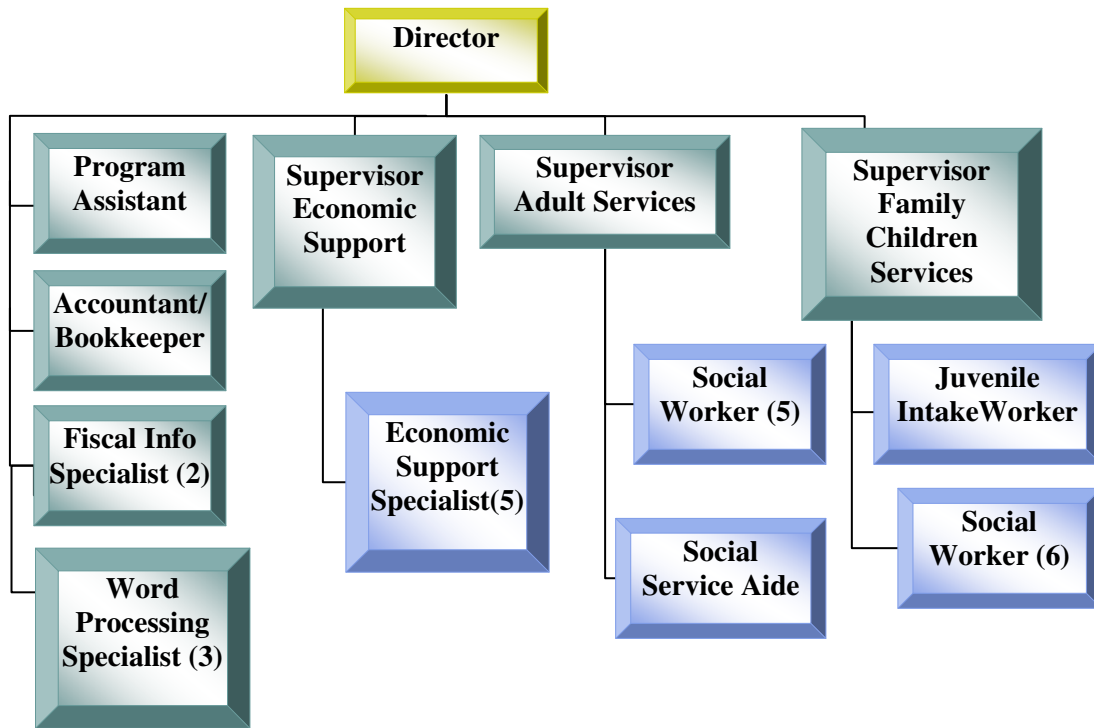 Director
Program
Assistant
Supervisor
Economic
Support
Supervisor
Adult Services
Supervisor
Family
Children
Services
Accountant/
Bookkeeper
Fiscal Info
Specialist (2)
Word
Processing
Specialist (3)
Economic
Support
Specialist(5)
Social
Worker (5)
Social
Service Aide
Juvenile
IntakeWorker
Social
Worker (6)